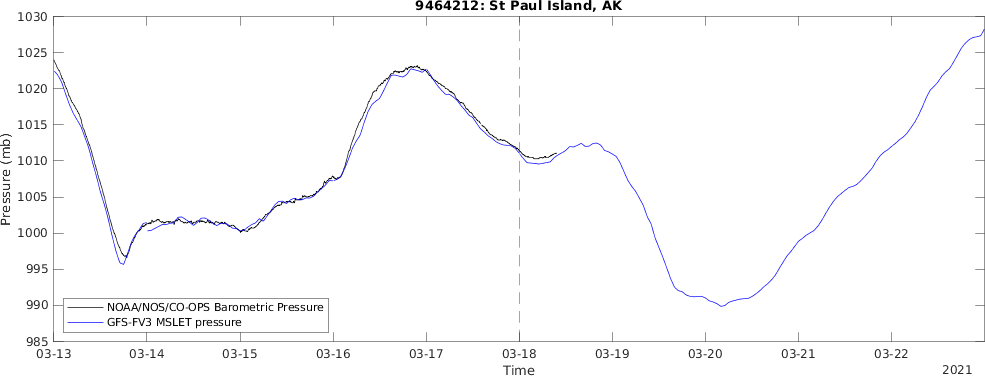 9464212: St Paul Island, AK
1030
1025
1020
1015
1010
1005
1000
995
990
985
Pressure (mb)
NOAA/NOS/CO-OPS Barometric Pressure
GFS-FV3 MSLET pressure
03-13 03-14 03-15 03-16 03-17 03-18 03-19 03-20 03-21 03-22
Time
2021